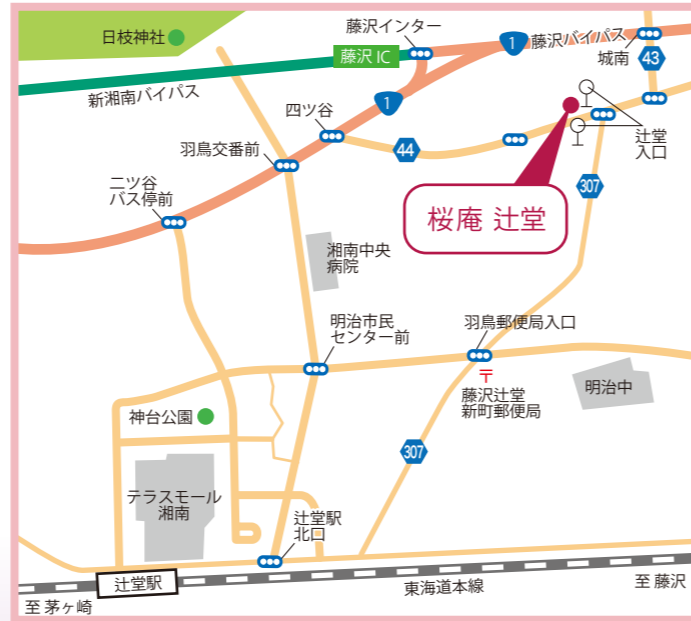 日枝神社
藤沢インター
藤沢 IC
1
藤沢バイパス
城南
43
新湘南バイパス
1
四ツ谷
44
辻堂
入口
羽鳥交番前
307
二ツ谷
バス停前
桜庵 辻堂
湘南中央
病院
明治市民
センター前
羽鳥郵便局入口
〒
藤沢辻堂
新町郵便局
明治中
神台公園
307
テラスモール
湘南
辻堂駅
北口
辻堂駅
東海道本線
至 藤沢
至 茅ヶ崎